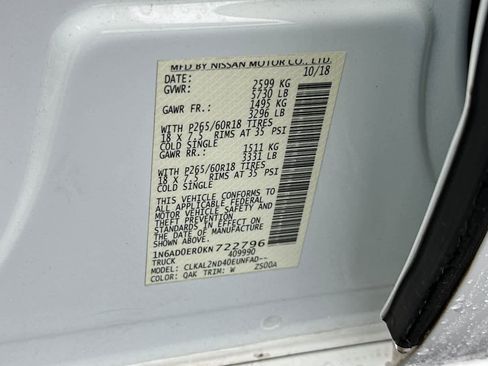 MFD BY NISSAN MOTOR CO., LTD.
DATE: 10/18
GVWR: 2599 KG
5730 LB
GAWR FR.: 1495 KG
3296 LB
WITH P265/60R18 TIRES
18 X 7.5 RIMS AT 35 PSI
COLD SINGLE
GAWR RR.: 1511 KG
3331 LB
WITH P265/60R18 TIRES
18 X 7.5 RIMS AT 35 PSI
COLD SINGLE
THIS VEHICLE CONFORMS TO
ALL APPLICABLE FEDERAL
MOTOR VEHICLE SAFETY AND
THEFT PREVENTION
STANDARDS IN EFFECT ON
THE DATE OF MANUFACTURE
SHOWN ABOVE
1N6AD0ER0KN722796
TRUCK 409990
MODEL: CLKAL2ND40EUNFAD--
COLOR: QAK TRIM: W ZS00A